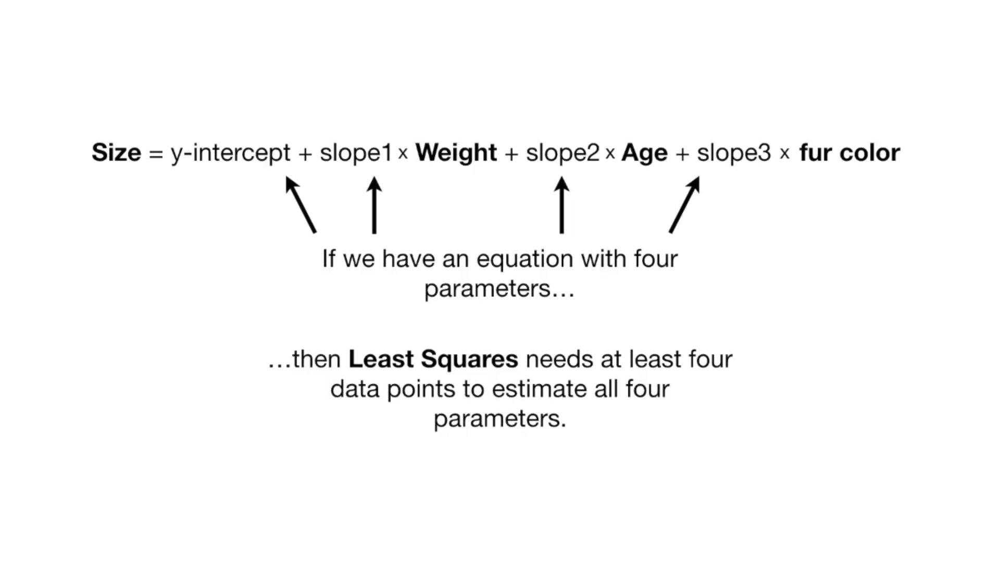 Size = y-intercept + slope1 x Weight + slope2 x Age + slope3 x fur color
If we have an equation with four
parameters…
…then Least Squares needs at least four
data points to estimate all four
parameters.